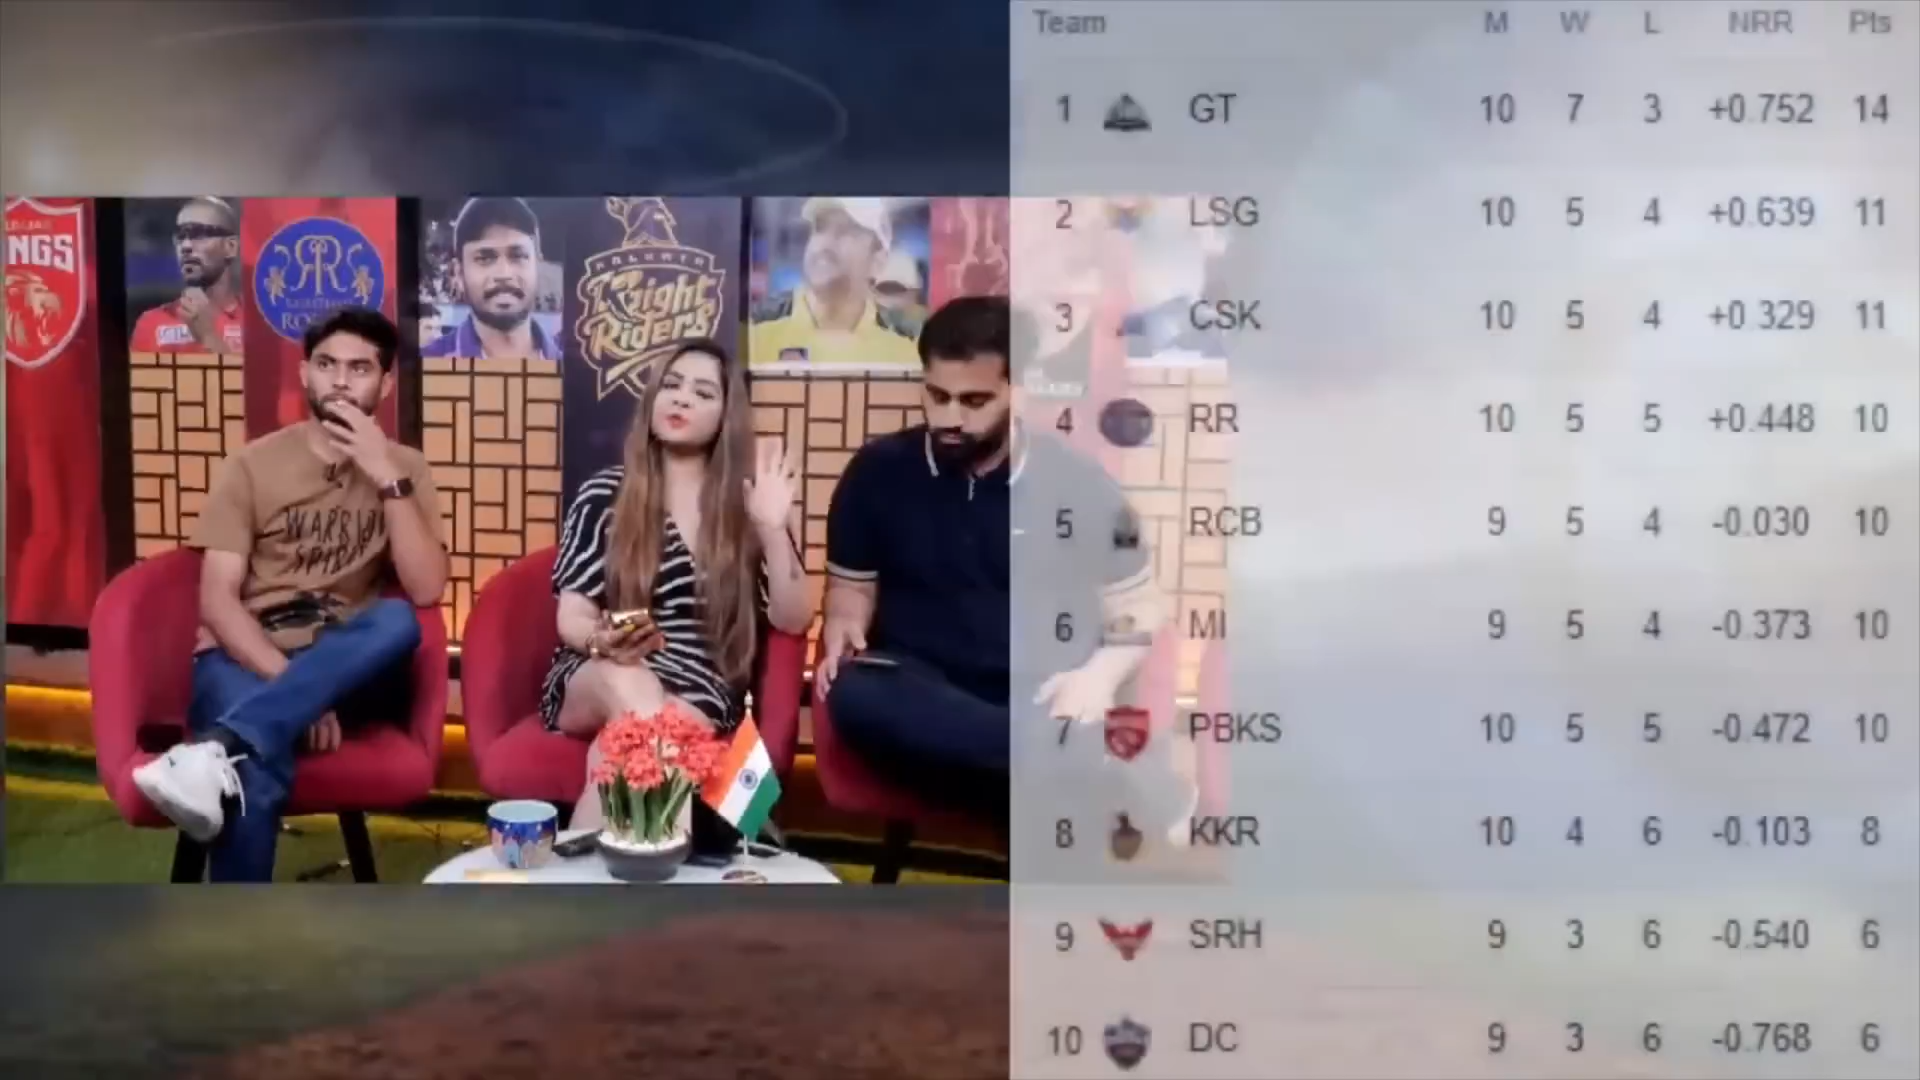 Team M W L NRR Pts
1 GT 10 7 3 +0.752 14
2 LSG 10 5 4 +0.639 11
3 CSK 10 5 4 +0.329 11
4 RR 10 5 5 +0.448 10
5 RCB 9 5 4 -0.030 10
6 MI 9 5 4 -0.373 10
7 PBKS 10 5 5 -0.472 10
8 KKR 10 4 6 -0.103 8
9 SRH 9 3 6 -0.540 6
10 DC 9 3 6 -0.768 6
NGS
RR
KOLKATA
Knight
Riders